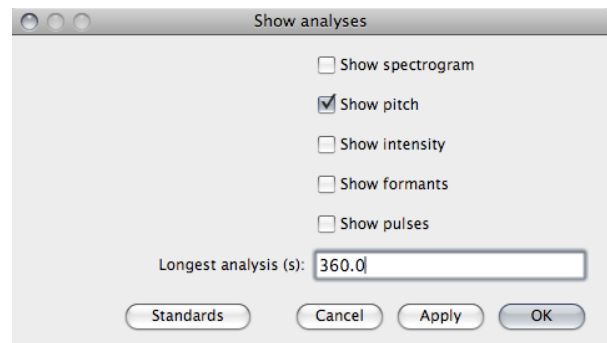 Show analyses
Show spectrogram
Show pitch
Show intensity
Show formants
Show pulses
Longest analysis (s): 360.0
Standards Cancel Apply OK